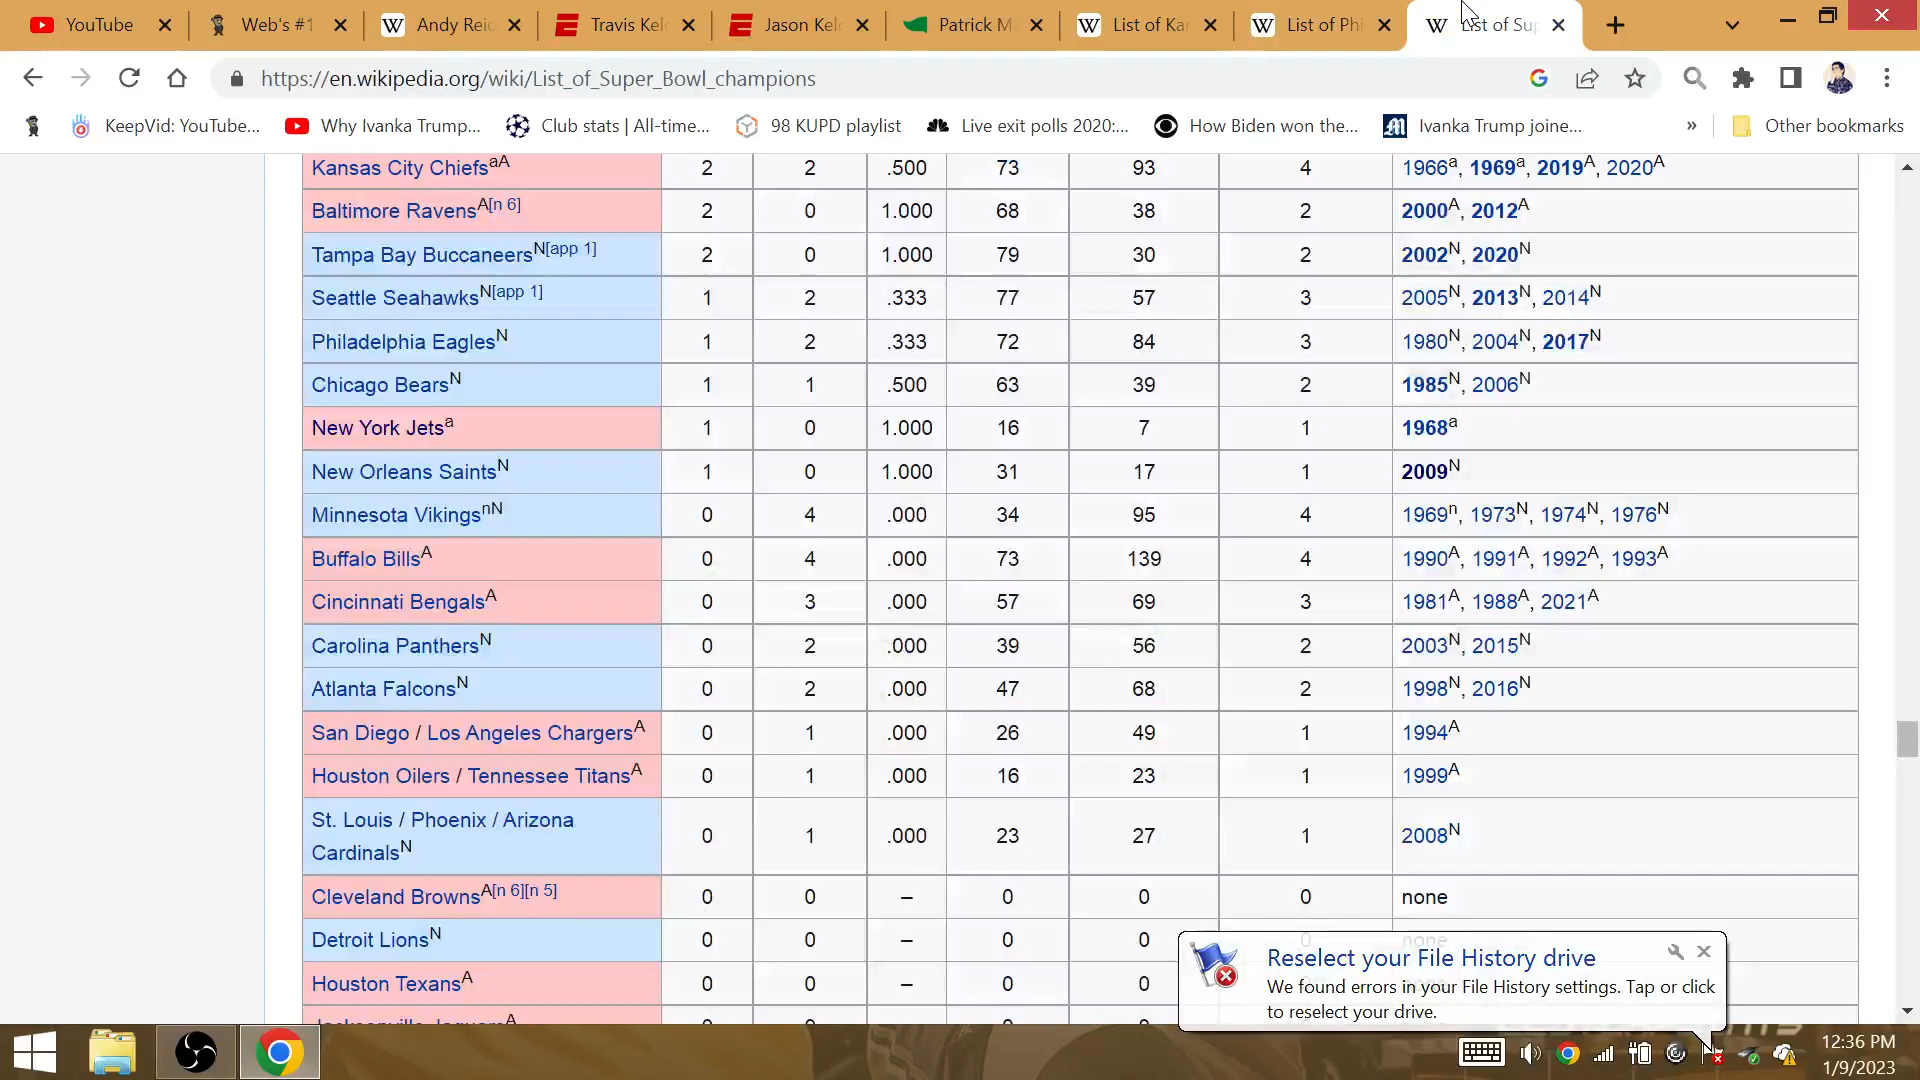 YouTube
Web's #1
Andy Reid
Travis Kel
Jason Kel
Patrick M
List of Ka
List of Phi
List of Sup
https://en.wikipedia.org/wiki/List_of_Super_Bowl_champions
KeepVid: YouTube...
Why Ivanka Trump...
Club stats | All-time...
98 KUPD playlist
Live exit polls 2020:...
How Biden won the...
Ivanka Trump joine...
»
Other bookmarks
Kansas City ChiefsaA 2 2 .500 73 93 4 1966a, 1969a, 2019A, 2020A
Baltimore RavensA[n 6] 2 0 1.000 68 38 2 2000A, 2012A
Tampa Bay BuccaneersN[app 1] 2 0 1.000 79 30 2 2002N, 2020N
Seattle SeahawksN[app 1] 1 2 .333 77 57 3 2005N, 2013N, 2014N
Philadelphia EaglesN 1 2 .333 72 84 3 1980N, 2004N, 2017N
Chicago BearsN 1 1 .500 63 39 2 1985N, 2006N
New York Jetsa 1 0 1.000 16 7 1 1968a
New Orleans SaintsN 1 0 1.000 31 17 1 2009N
Minnesota VikingsnN 0 4 .000 34 95 4 1969n, 1973N, 1974N, 1976N
Buffalo BillsA 0 4 .000 73 139 4 1990A, 1991A, 1992A, 1993A
Cincinnati BengalsA 0 3 .000 57 69 3 1981A, 1988A, 2021A
Carolina PanthersN 0 2 .000 39 56 2 2003N, 2015N
Atlanta FalconsN 0 2 .000 47 68 2 1998N, 2016N
San Diego / Los Angeles ChargersA 0 1 .000 26 49 1 1994A
Houston Oilers / Tennessee TitansA 0 1 .000 16 23 1 1999A
St. Louis / Phoenix / Arizona
CardinalsN 0 1 .000 23 27 1 2008N
Cleveland BrownsA[n 6][n 5] 0 0 – 0 0 0 none
Detroit LionsN 0 0 – 0 0 0 none
Houston TexansA 0 0 – 0 0
Reselect your File History drive
We found errors in your File History settings. Tap or click
to reselect your drive.
12:36 PM
1/9/2023